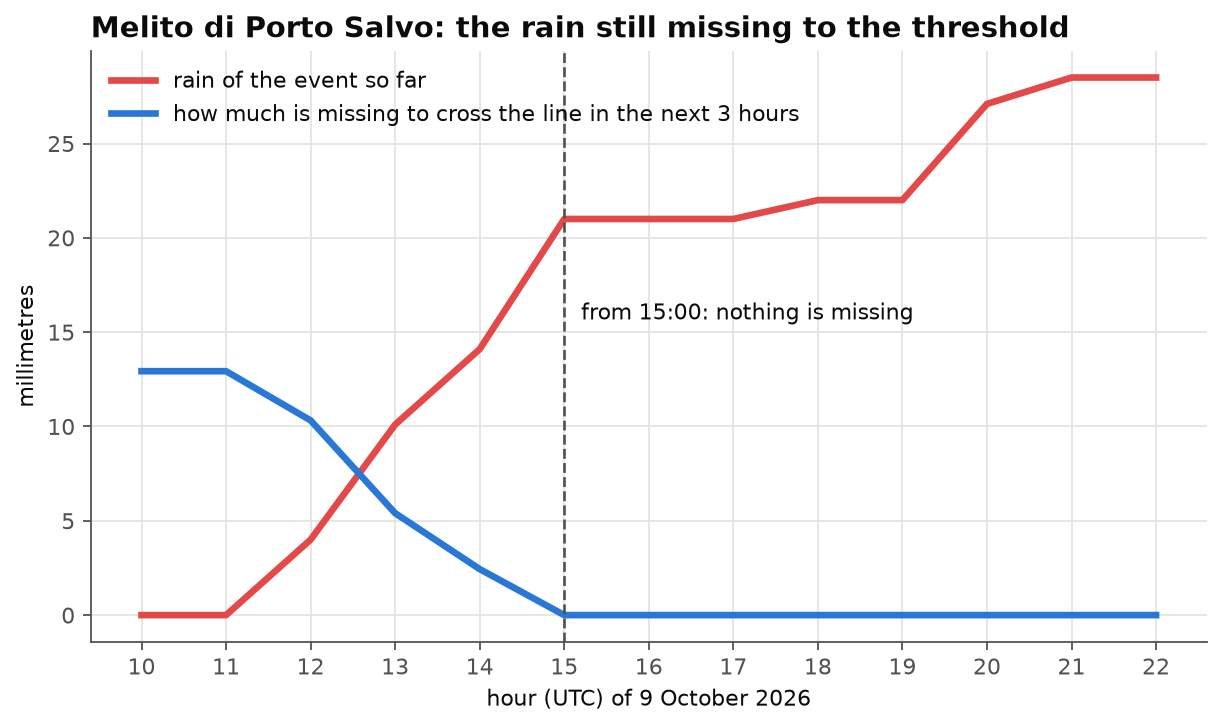 Melito di Porto Salvo: the rain still missing to the threshold
rain of the event so far
how much is missing to cross the line in the next 3 hours
25
20
15
10
5
0
millimetres
from 15:00: nothing is missing
10 11 12 13 14 15 16 17 18 19 20 21 22
hour (UTC) of 9 October 2026